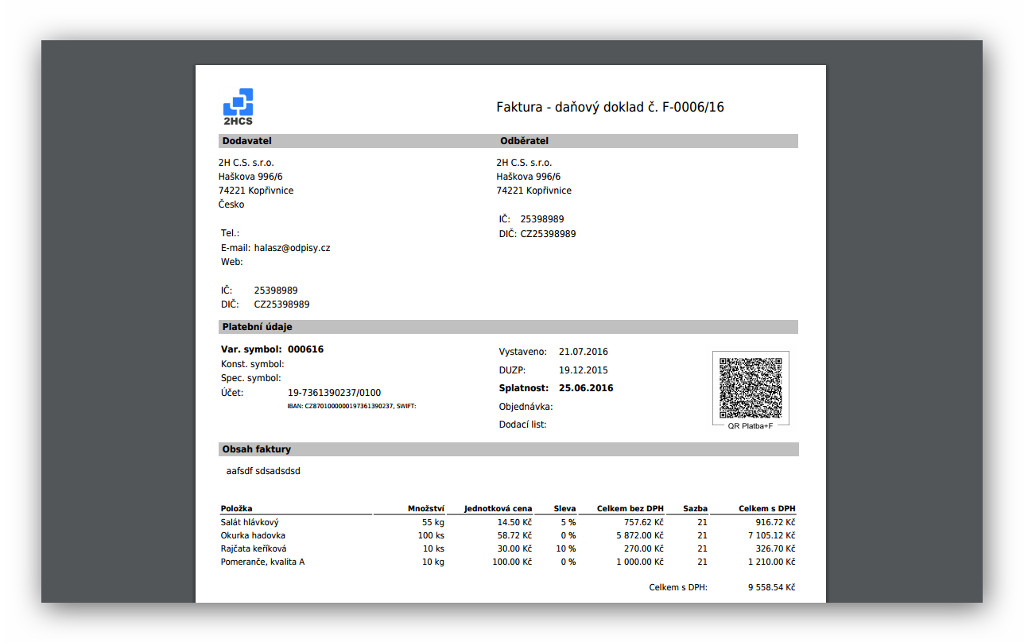 2HCS
Faktura - daňový doklad č. F-0006/16
Dodavatel
2H C.S. s.r.o.
Haškova 996/6
74221 Kopřivnice
Česko
Tel.:
E-mail: halasz@odpisy.cz
Web:
IČ: 25398989
DIČ: CZ25398989
Odběratel
2H C.S. s.r.o.
Haškova 996/6
74221 Kopřivnice
IČ: 25398989
DIČ: CZ25398989
Platební údaje
Var. symbol: 000616
Konst. symbol:
Spec. symbol:
Účet: 19-7361390237/0100
IBAN: CZ8701000000197361390237, SWIFT:
Vystaveno: 21.07.2016
DUZP: 19.12.2015
Splatnost: 25.06.2016
Objednávka:
Dodací list:
QR Platba+F
Obsah faktury
aafsdf sdsadsdsd
Položka Množství Jednotková cena Sleva Celkem bez DPH Sazba Celkem s DPH
Salát hlávkový 55 kg 14.50 Kč 5 % 757.62 Kč 21 916.72 Kč
Okurka hadovka 100 ks 58.72 Kč 0 % 5 872.00 Kč 21 7 105.12 Kč
Rajčata keříková 10 ks 30.00 Kč 10 % 270.00 Kč 21 326.70 Kč
Pomeranče, kvalita A 10 kg 100.00 Kč 0 % 1 000.00 Kč 21 1 210.00 Kč
Celkem s DPH: 9 558.54 Kč